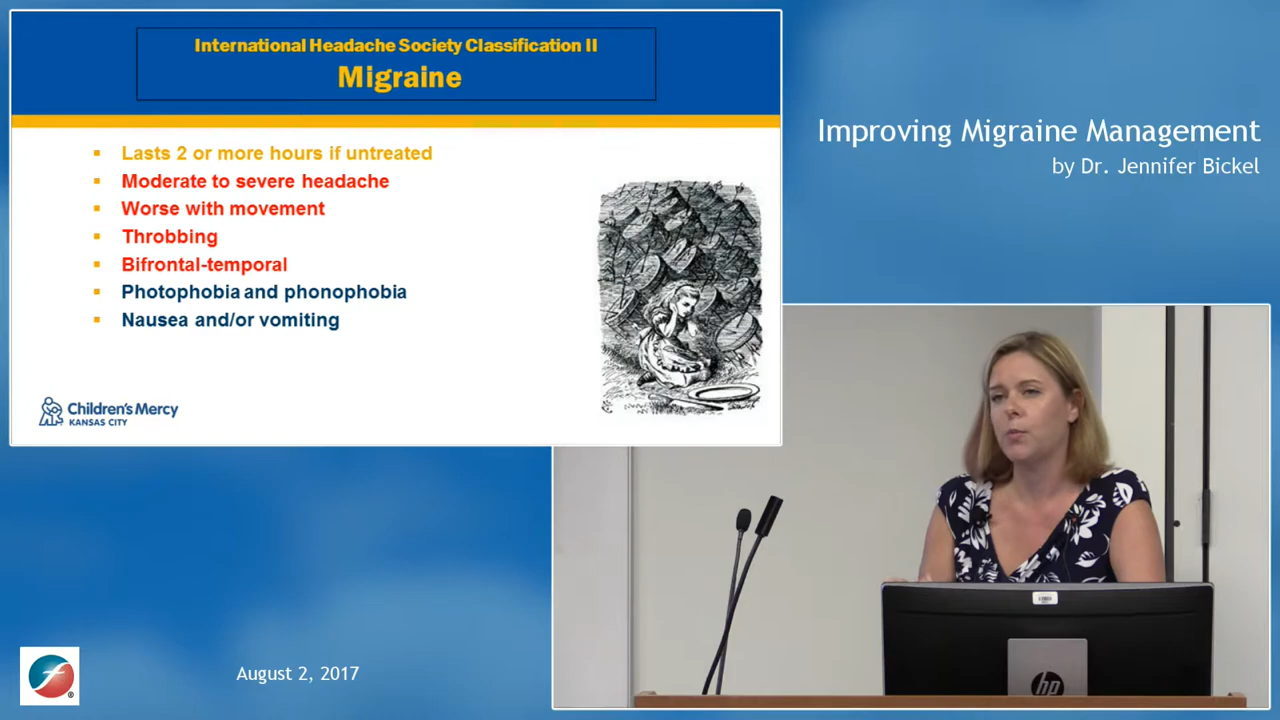 International Headache Society Classification II
Migraine
Lasts 2 or more hours if untreated
Moderate to severe headache
Worse with movement
Throbbing
Bifrontal-temporal
Photophobia and phonophobia
Nausea and/or vomiting
Children's Mercy
KANSAS CITY
Improving Migraine Management
by Dr. Jennifer Bickel
hp
August 2, 2017
®